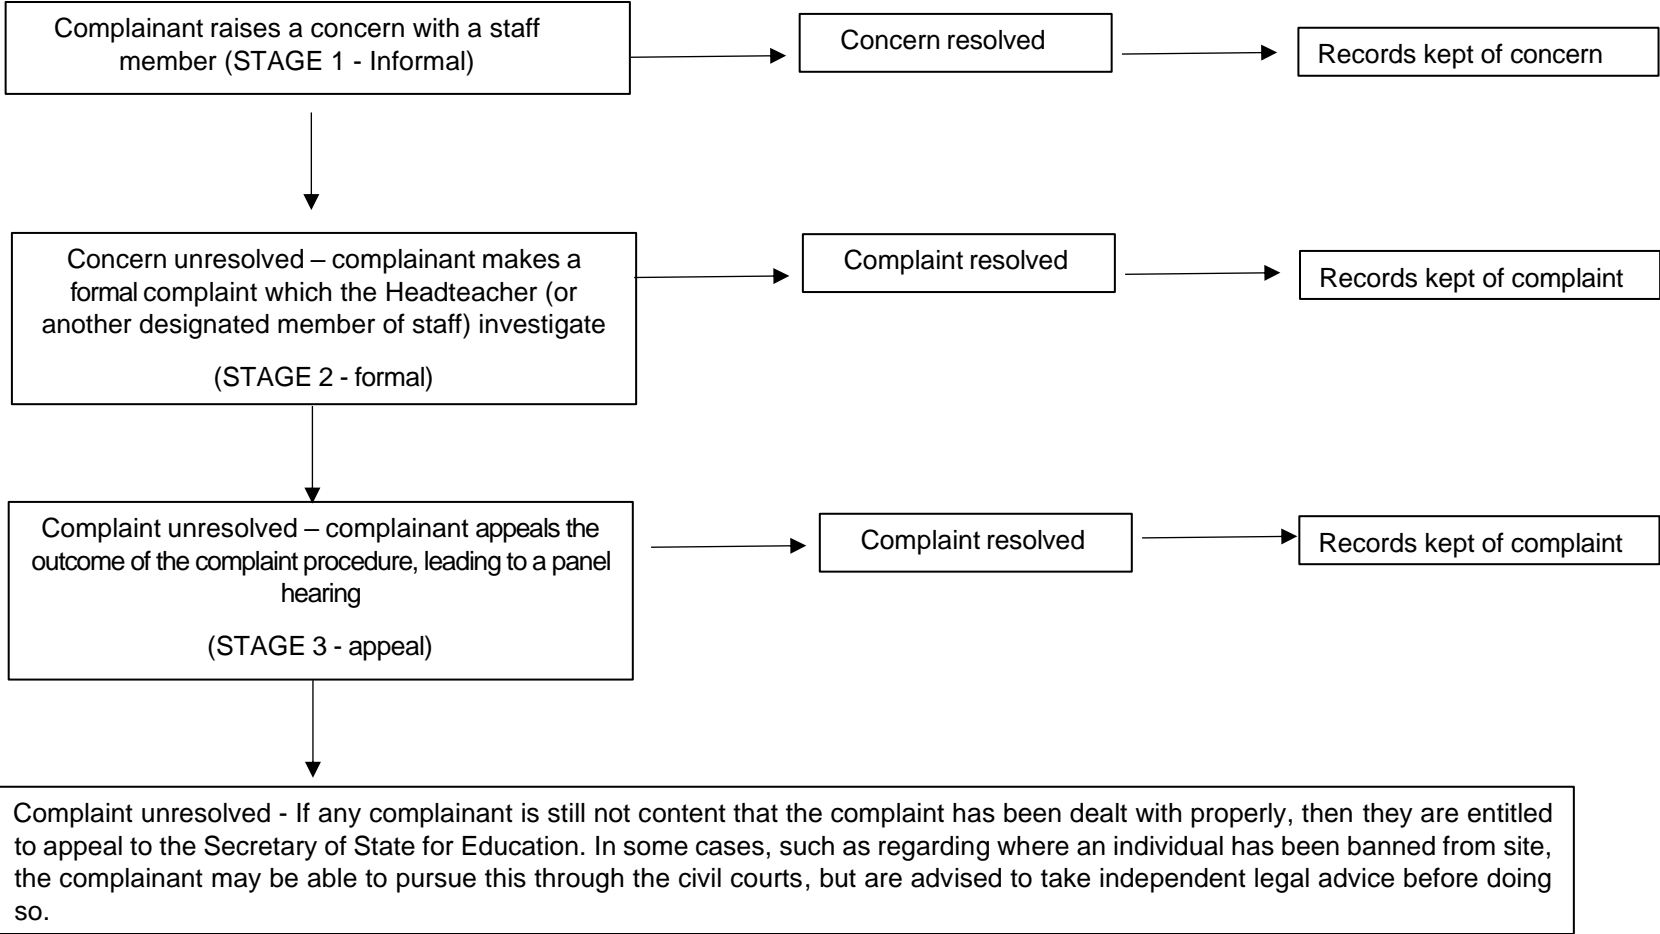 Complainant raises a concern with a staff
member (STAGE 1 - Informal)
Concern resolved
Records kept of concern
Concern unresolved – complainant makes a
formal complaint which the Headteacher (or
another designated member of staff) investigate
(STAGE 2 - formal)
Complaint resolved
Records kept of complaint
Complaint unresolved – complainant appeals the
outcome of the complaint procedure, leading to a panel
hearing
(STAGE 3 - appeal)
Complaint resolved
Records kept of complaint
Complaint unresolved - If any complainant is still not content that the complaint has been dealt with properly, then they are entitled
to appeal to the Secretary of State for Education. In some cases, such as regarding where an individual has been banned from site,
the complainant may be able to pursue this through the civil courts, but are advised to take independent legal advice before doing
so.